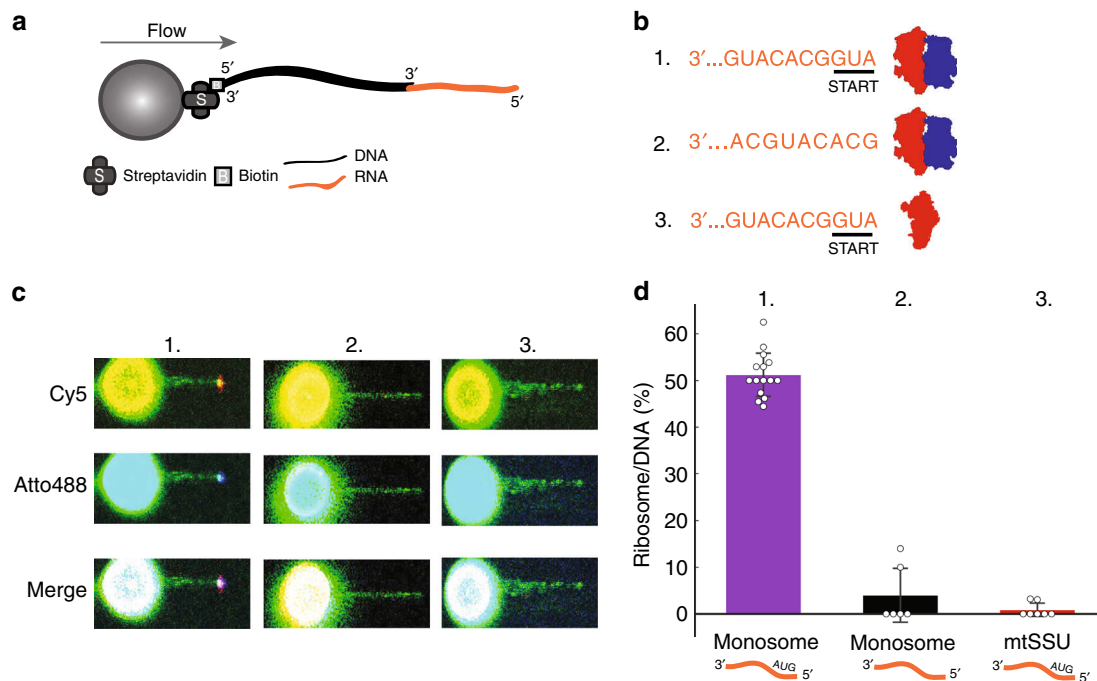 a
Flow
5′
B
3′
S
3′
5′
S Streptavidin B Biotin DNA
RNA
b
1. 3′...GUACACGGUA
START
2. 3′...ACGUACACG
3. 3′...GUACACGGUA
START
c
1. 2. 3.
Cy5
Atto488
Merge
d
1. 2. 3.
Ribosome/DNA (%)
60
50
40
30
20
10
0
Monosome Monosome mtSSU
3′ AUG 5′ 3′ 5′ 3′ AUG 5′